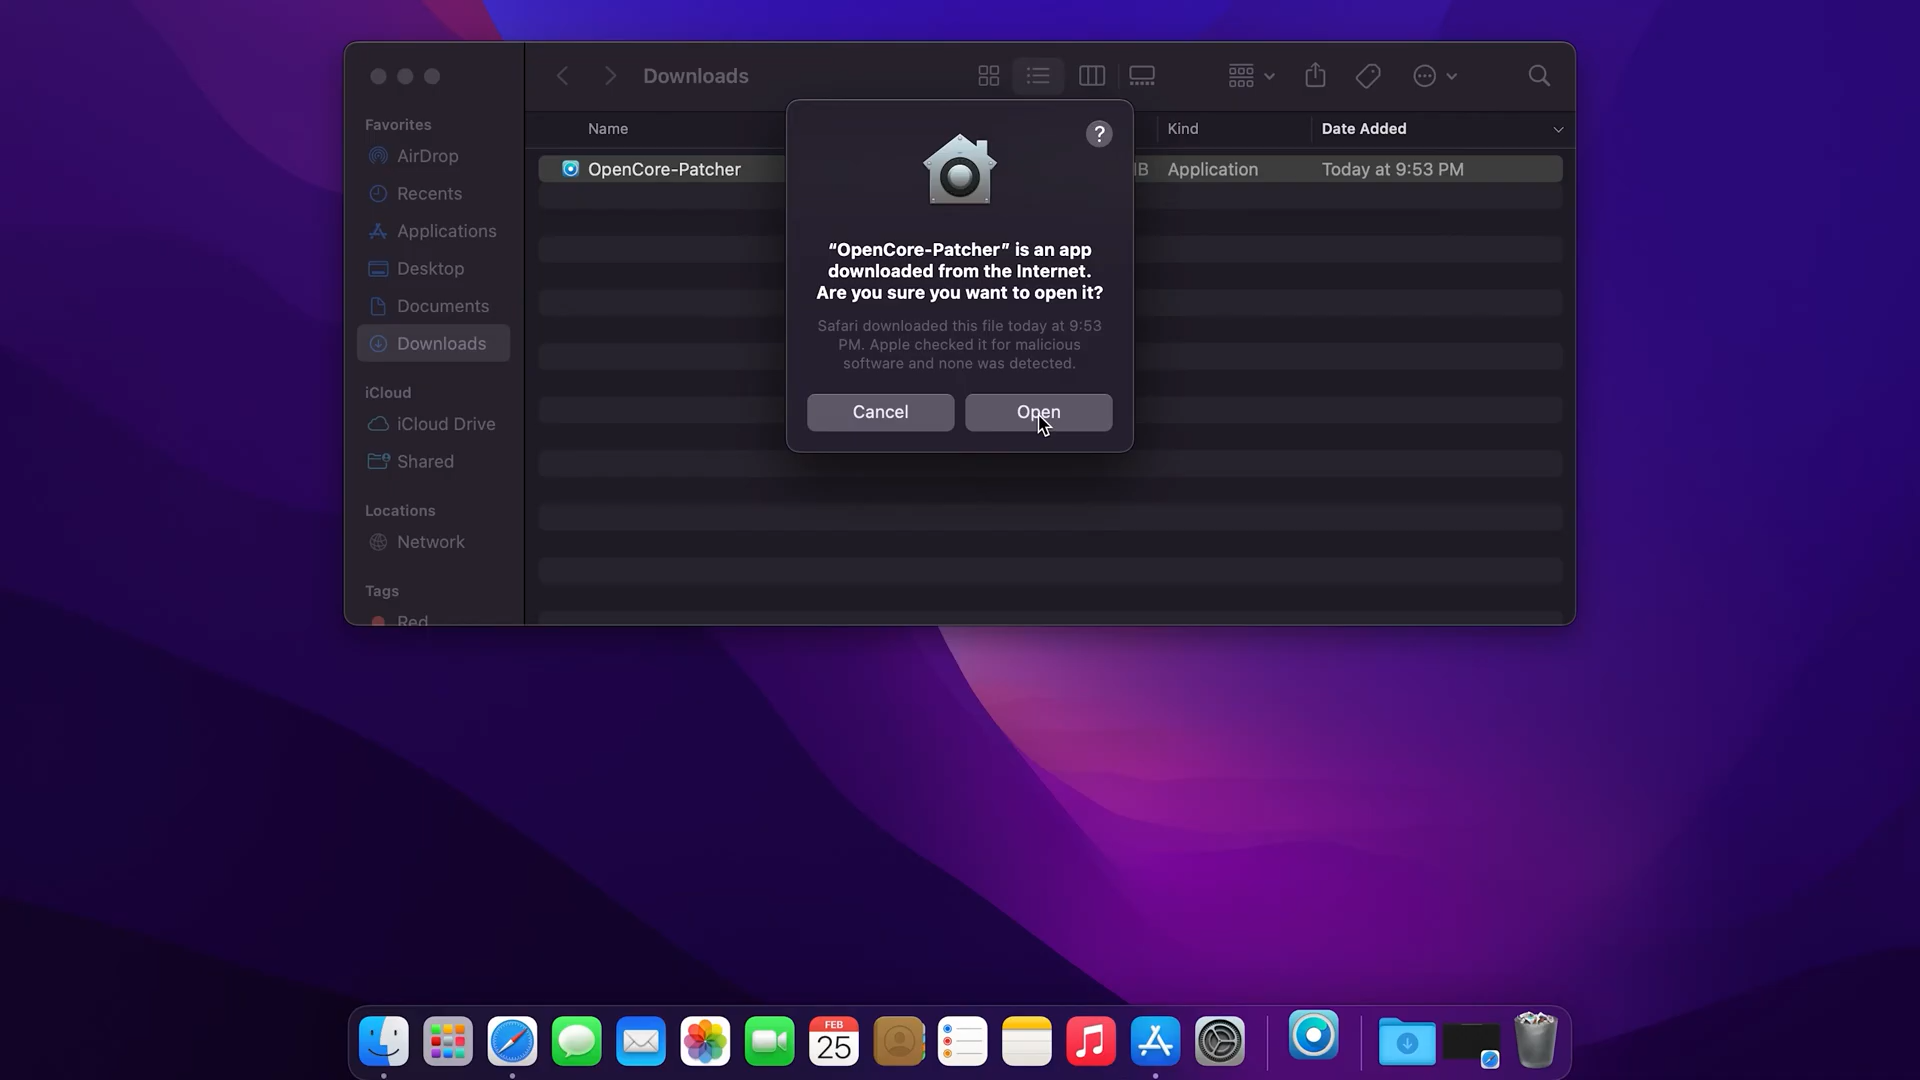 Downloads
Favorites
AirDrop
Recents
Applications
Desktop
Documents
Downloads
iCloud
iCloud Drive
Shared
Locations
Network
Tags
Red
Name
Kind
Date Added
OpenCore-Patcher
Application
Today at 9:53 PM
?
“OpenCore-Patcher” is an app
downloaded from the Internet.
Are you sure you want to open it?
Safari downloaded this file today at 9:53
PM. Apple checked it for malicious
software and none was detected.
Cancel
Open
FEB
25